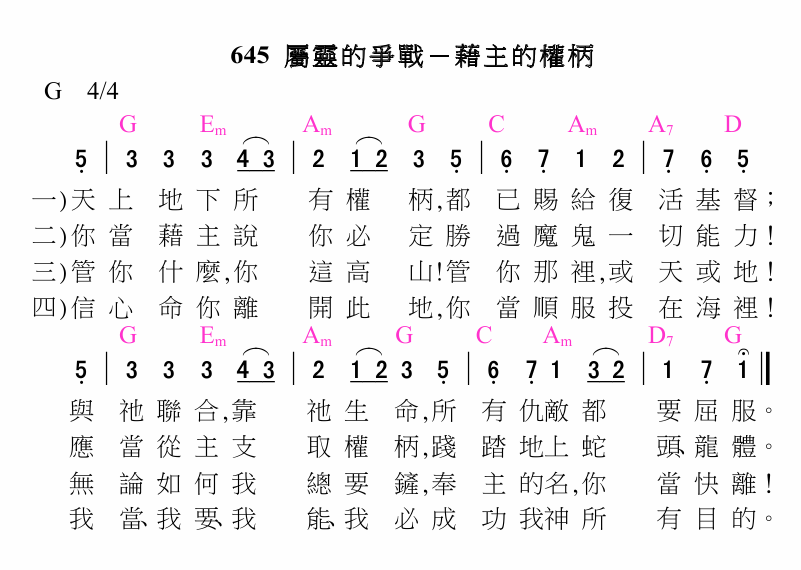 645 屬靈的爭戰－藉主的權柄
G 4/4
G Em Am G C Am A7 D
5 | 3 3 3 4 3 | 2 1 2 3 5 | 6 7 1 2 | 7 6 5
一)天上地下所有權柄,都已賜給復活基督；
二)你當藉主說你必定勝過魔鬼一切能力!
三)管你什麼,你這高山!管你那裡,或天或地!
四)信心命你離開此地,你當順服投在海裡!
G Em Am G C Am D7 G
5 | 3 3 3 4 3 | 2 1 2 3 5 | 6 7 1 3 2 | 1 7 1 ||
與祂聯合,靠祂生命,所有仇敵都要屈服。
應當從主支取權柄,踐踏地上蛇頭、龍體。
無論如何我總要鏟,奉主的名,你當快離!
我當、我要、我能、我必成功我神所有目的。